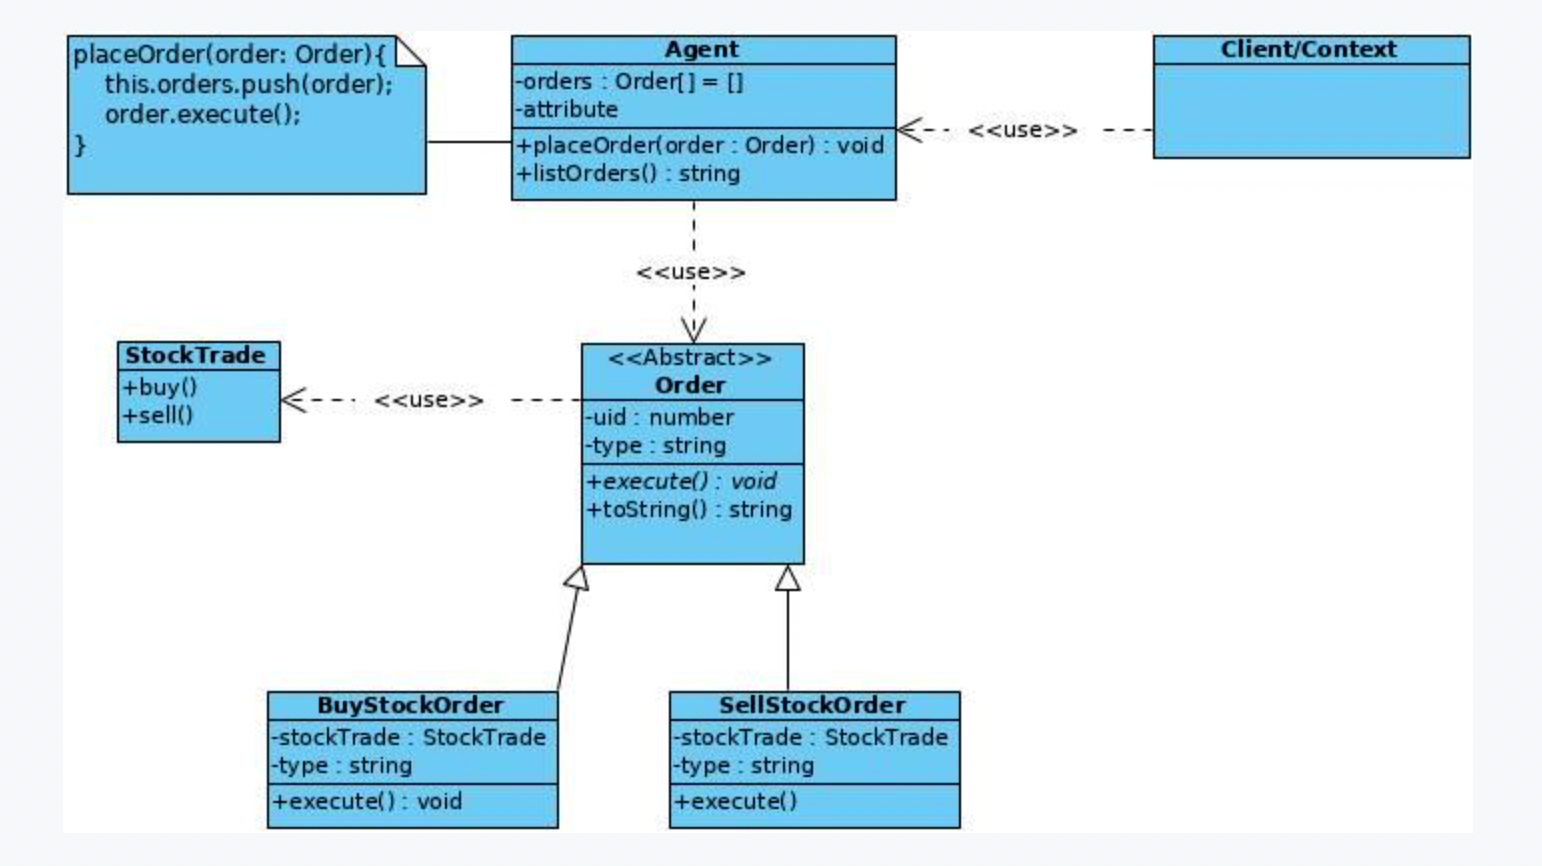 placeOrder(order: Order){
this.orders.push(order);
order.execute();
}
Agent
-orders : Order[] = []
-attribute
+placeOrder(order : Order) : void
+listOrders() : string
<<use>>
Client/Context
<<use>>
StockTrade
+buy()
+sell()
<<use>>
<<Abstract>>
Order
-uid : number
-type : string
+execute() : void
+toString() : string
BuyStockOrder
-stockTrade : StockTrade
-type : string
+execute() : void
SellStockOrder
-stockTrade : StockTrade
-type : string
+execute()